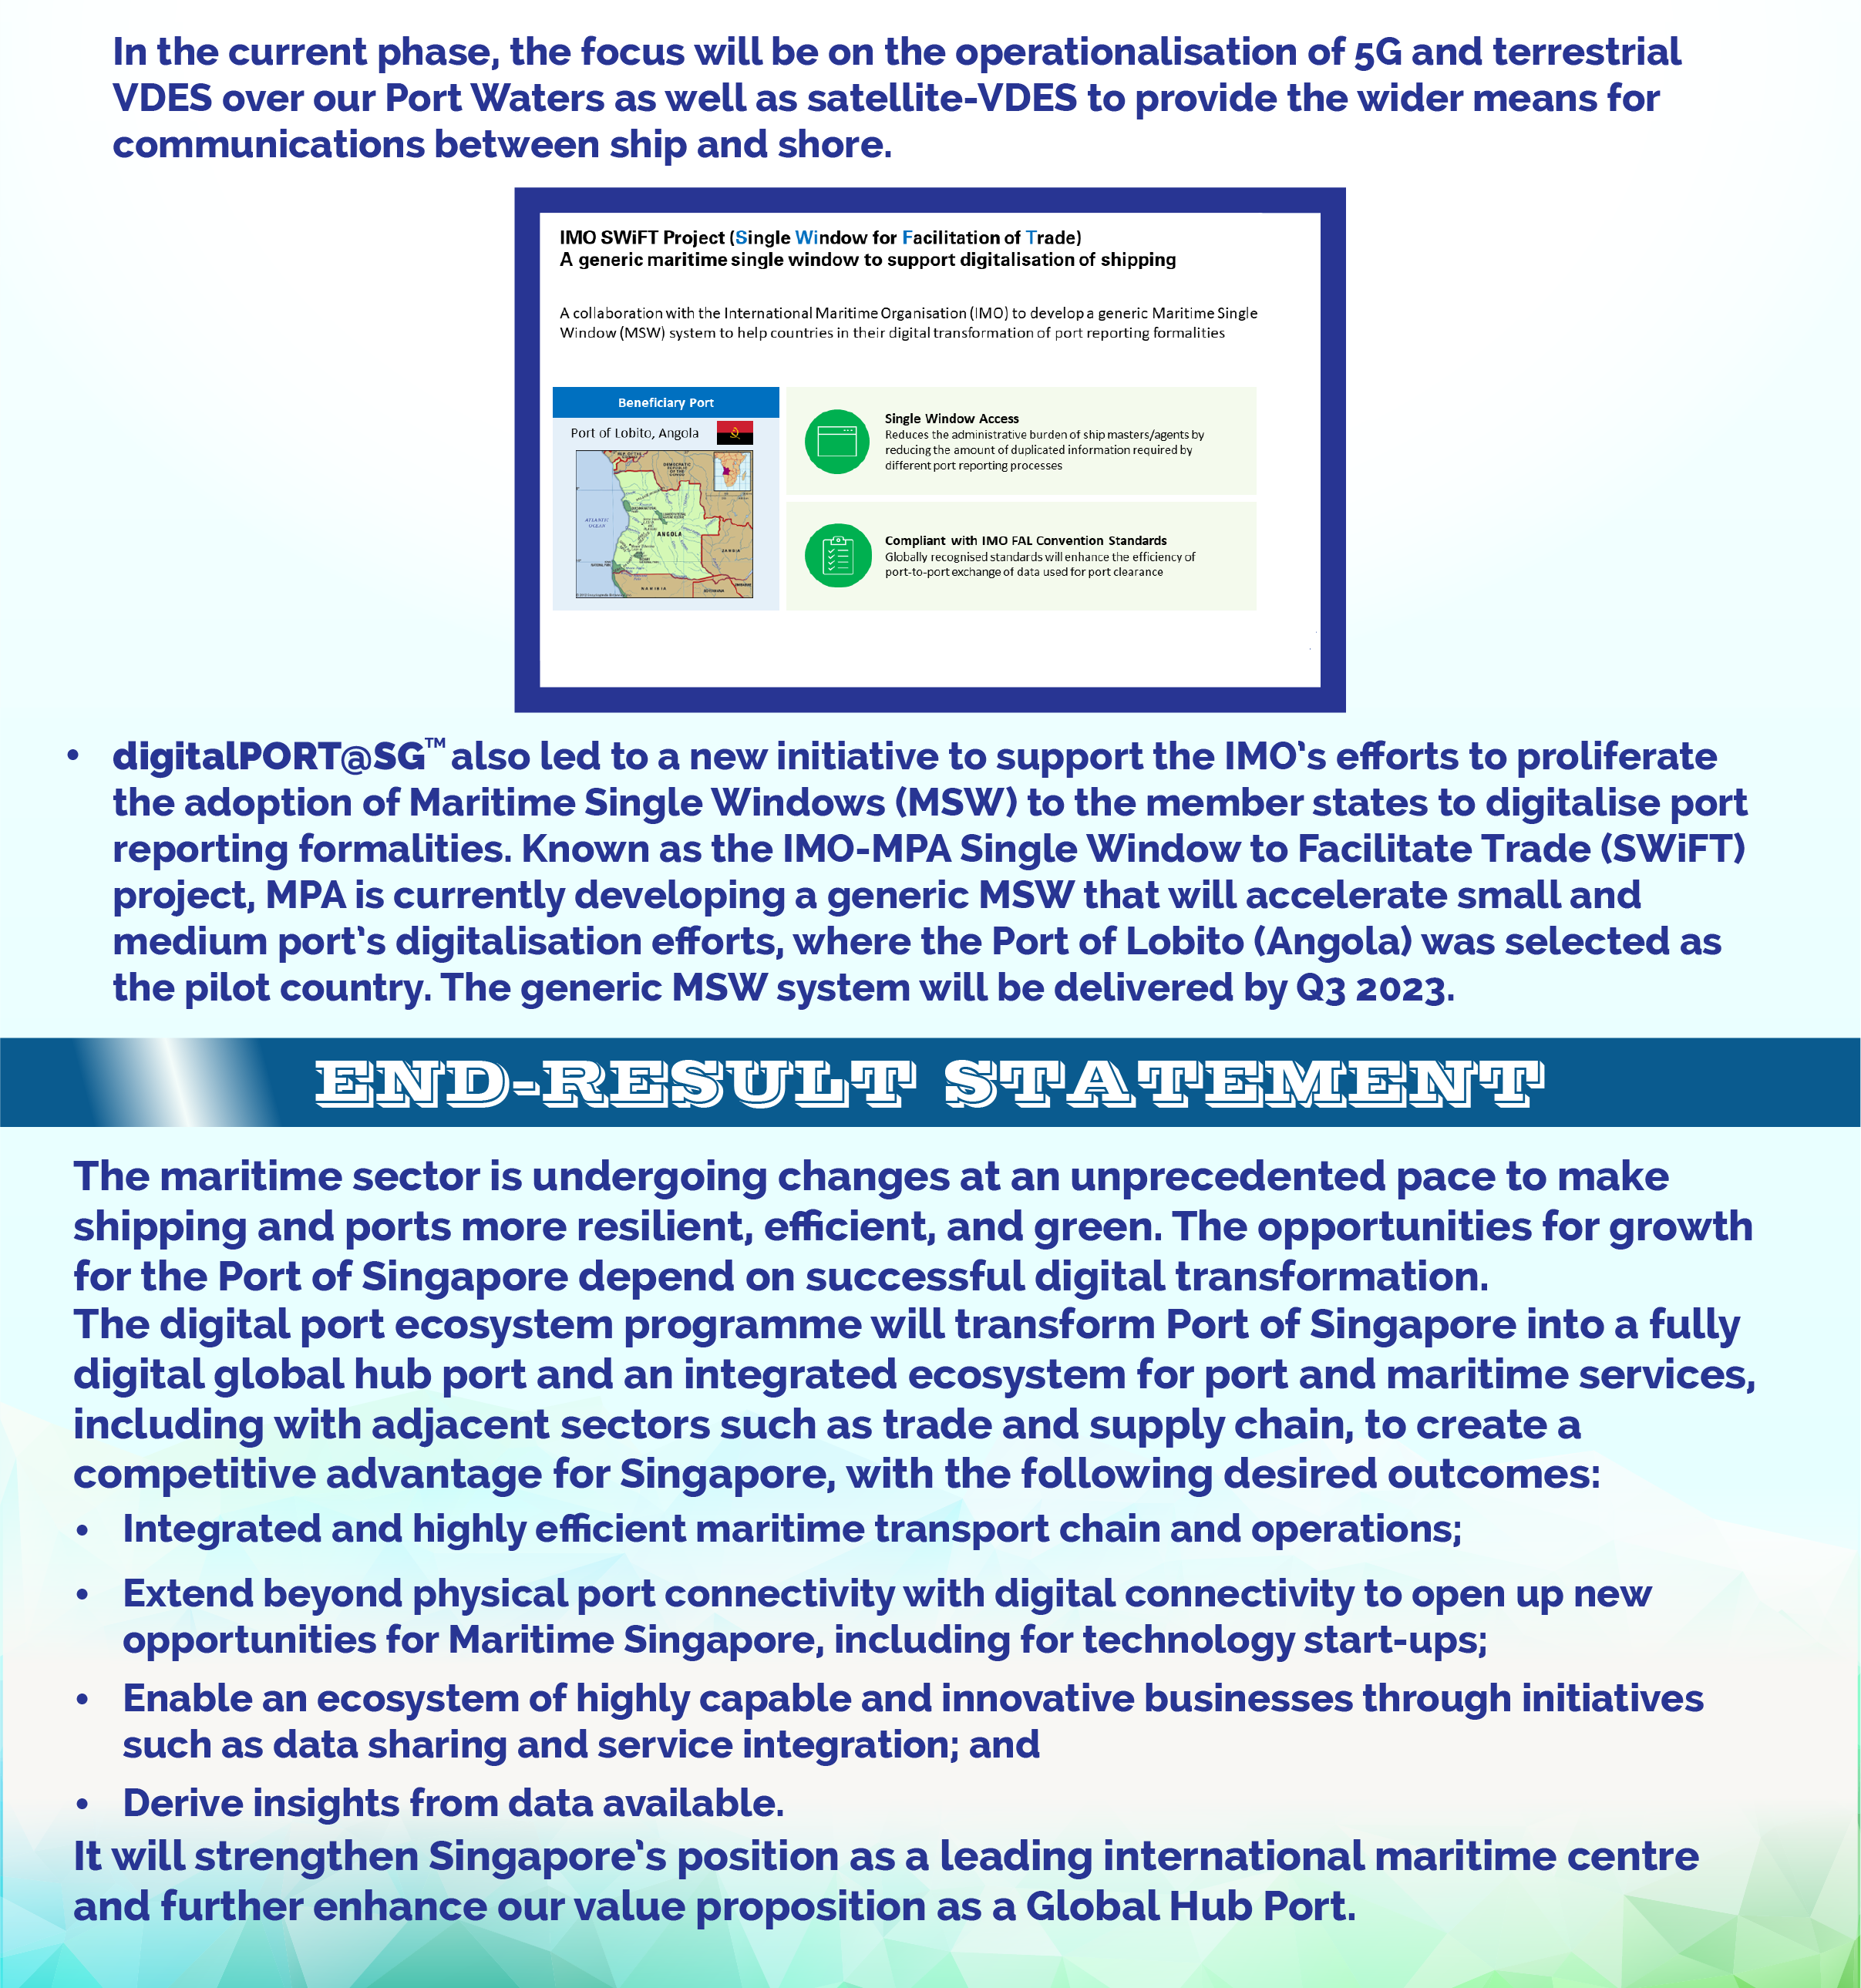 In the current phase, the focus will be on the operationalisation of 5G and terrestrial
VDES over our Port Waters as well as satellite-VDES to provide the wider means for
communications between ship and shore.
IMO SWiFT Project (Single Window for Facilitation of Trade)
A generic maritime single window to support digitalisation of shipping
A collaboration with the International Maritime Organisation (IMO) to develop a generic Maritime Single
Window (MSW) system to help countries in their digital transformation of port reporting formalities
Beneficiary Port
Port of Lobito, Angola
DEMOCRATIC
REPUBLIC
OF THE
CONGO
ATLANTIC
OCEAN
ANGOLA
ZAMBIA
NAMIBIA
BOTSWANA
Single Window Access
Reduces the administrative burden of ship masters/agents by
reducing the amount of duplicated information required by
different port reporting processes
Compliant with IMO FAL Convention Standards
Globally recognised standards will enhance the efficiency of
port-to-port exchange of data used for port clearance
• digitalPORT@SG™ also led to a new initiative to support the IMO's efforts to proliferate
the adoption of Maritime Single Windows (MSW) to the member states to digitalise port
reporting formalities. Known as the IMO-MPA Single Window to Facilitate Trade (SWiFT)
project, MPA is currently developing a generic MSW that will accelerate small and
medium port's digitalisation efforts, where the Port of Lobito (Angola) was selected as
the pilot country. The generic MSW system will be delivered by Q3 2023.
END-RESULT STATEMENT
The maritime sector is undergoing changes at an unprecedented pace to make
shipping and ports more resilient, efficient, and green. The opportunities for growth
for the Port of Singapore depend on successful digital transformation.
The digital port ecosystem programme will transform Port of Singapore into a fully
digital global hub port and an integrated ecosystem for port and maritime services,
including with adjacent sectors such as trade and supply chain, to create a
competitive advantage for Singapore, with the following desired outcomes:
• Integrated and highly efficient maritime transport chain and operations;
• Extend beyond physical port connectivity with digital connectivity to open up new
opportunities for Maritime Singapore, including for technology start-ups;
• Enable an ecosystem of highly capable and innovative businesses through initiatives
such as data sharing and service integration; and
• Derive insights from data available.
It will strengthen Singapore's position as a leading international maritime centre
and further enhance our value proposition as a Global Hub Port.